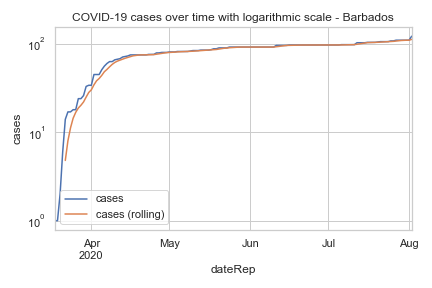 COVID-19 cases over time with logarithmic scale - Barbados
10²
10¹
10⁰
cases
cases
cases (rolling)
Apr
2020
May
Jun
Jul
Aug
dateRep